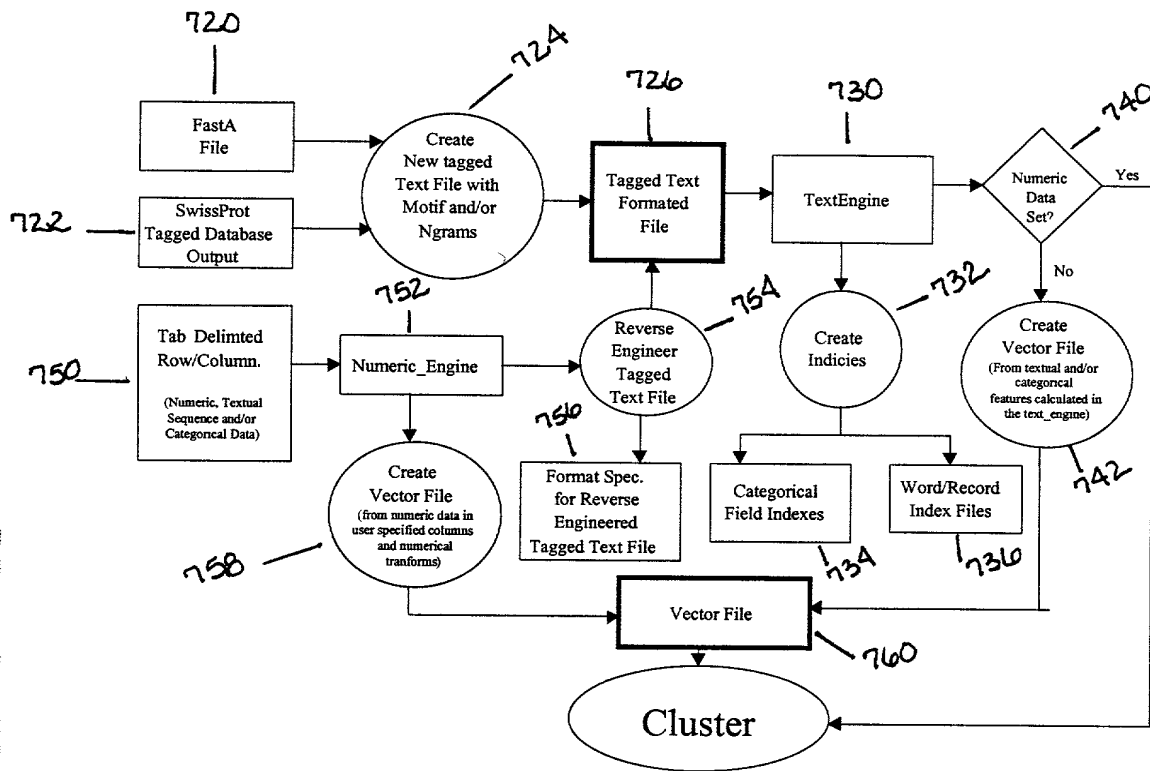 720
724
726
730
740
FastA
File
Create
New tagged
Text File with
Motif and/or
Ngrams
Tagged Text
Formated
File
TextEngine
Numeric
Data
Set?
Yes
No
722
SwissProt
Tagged Database
Output
752
754
732
750
Tab Delimted
Row/Column.
(Numeric, Textual
Sequence and/or
Categorical Data)
Numeric_Engine
Reverse
Engineer
Tagged
Text File
Create
Indicies
Create
Vector File
(From textual and/or
categorical
features calculated in
the text_engine)
756
742
Create
Vector File
(from numeric data in
user specified columns
and numerical
tranforms)
Format Spec.
for Reverse
Engineered
Tagged Text File
Categorical
Field Indexes
Word/Record
Index Files
758
734
736
Vector File
760
Cluster